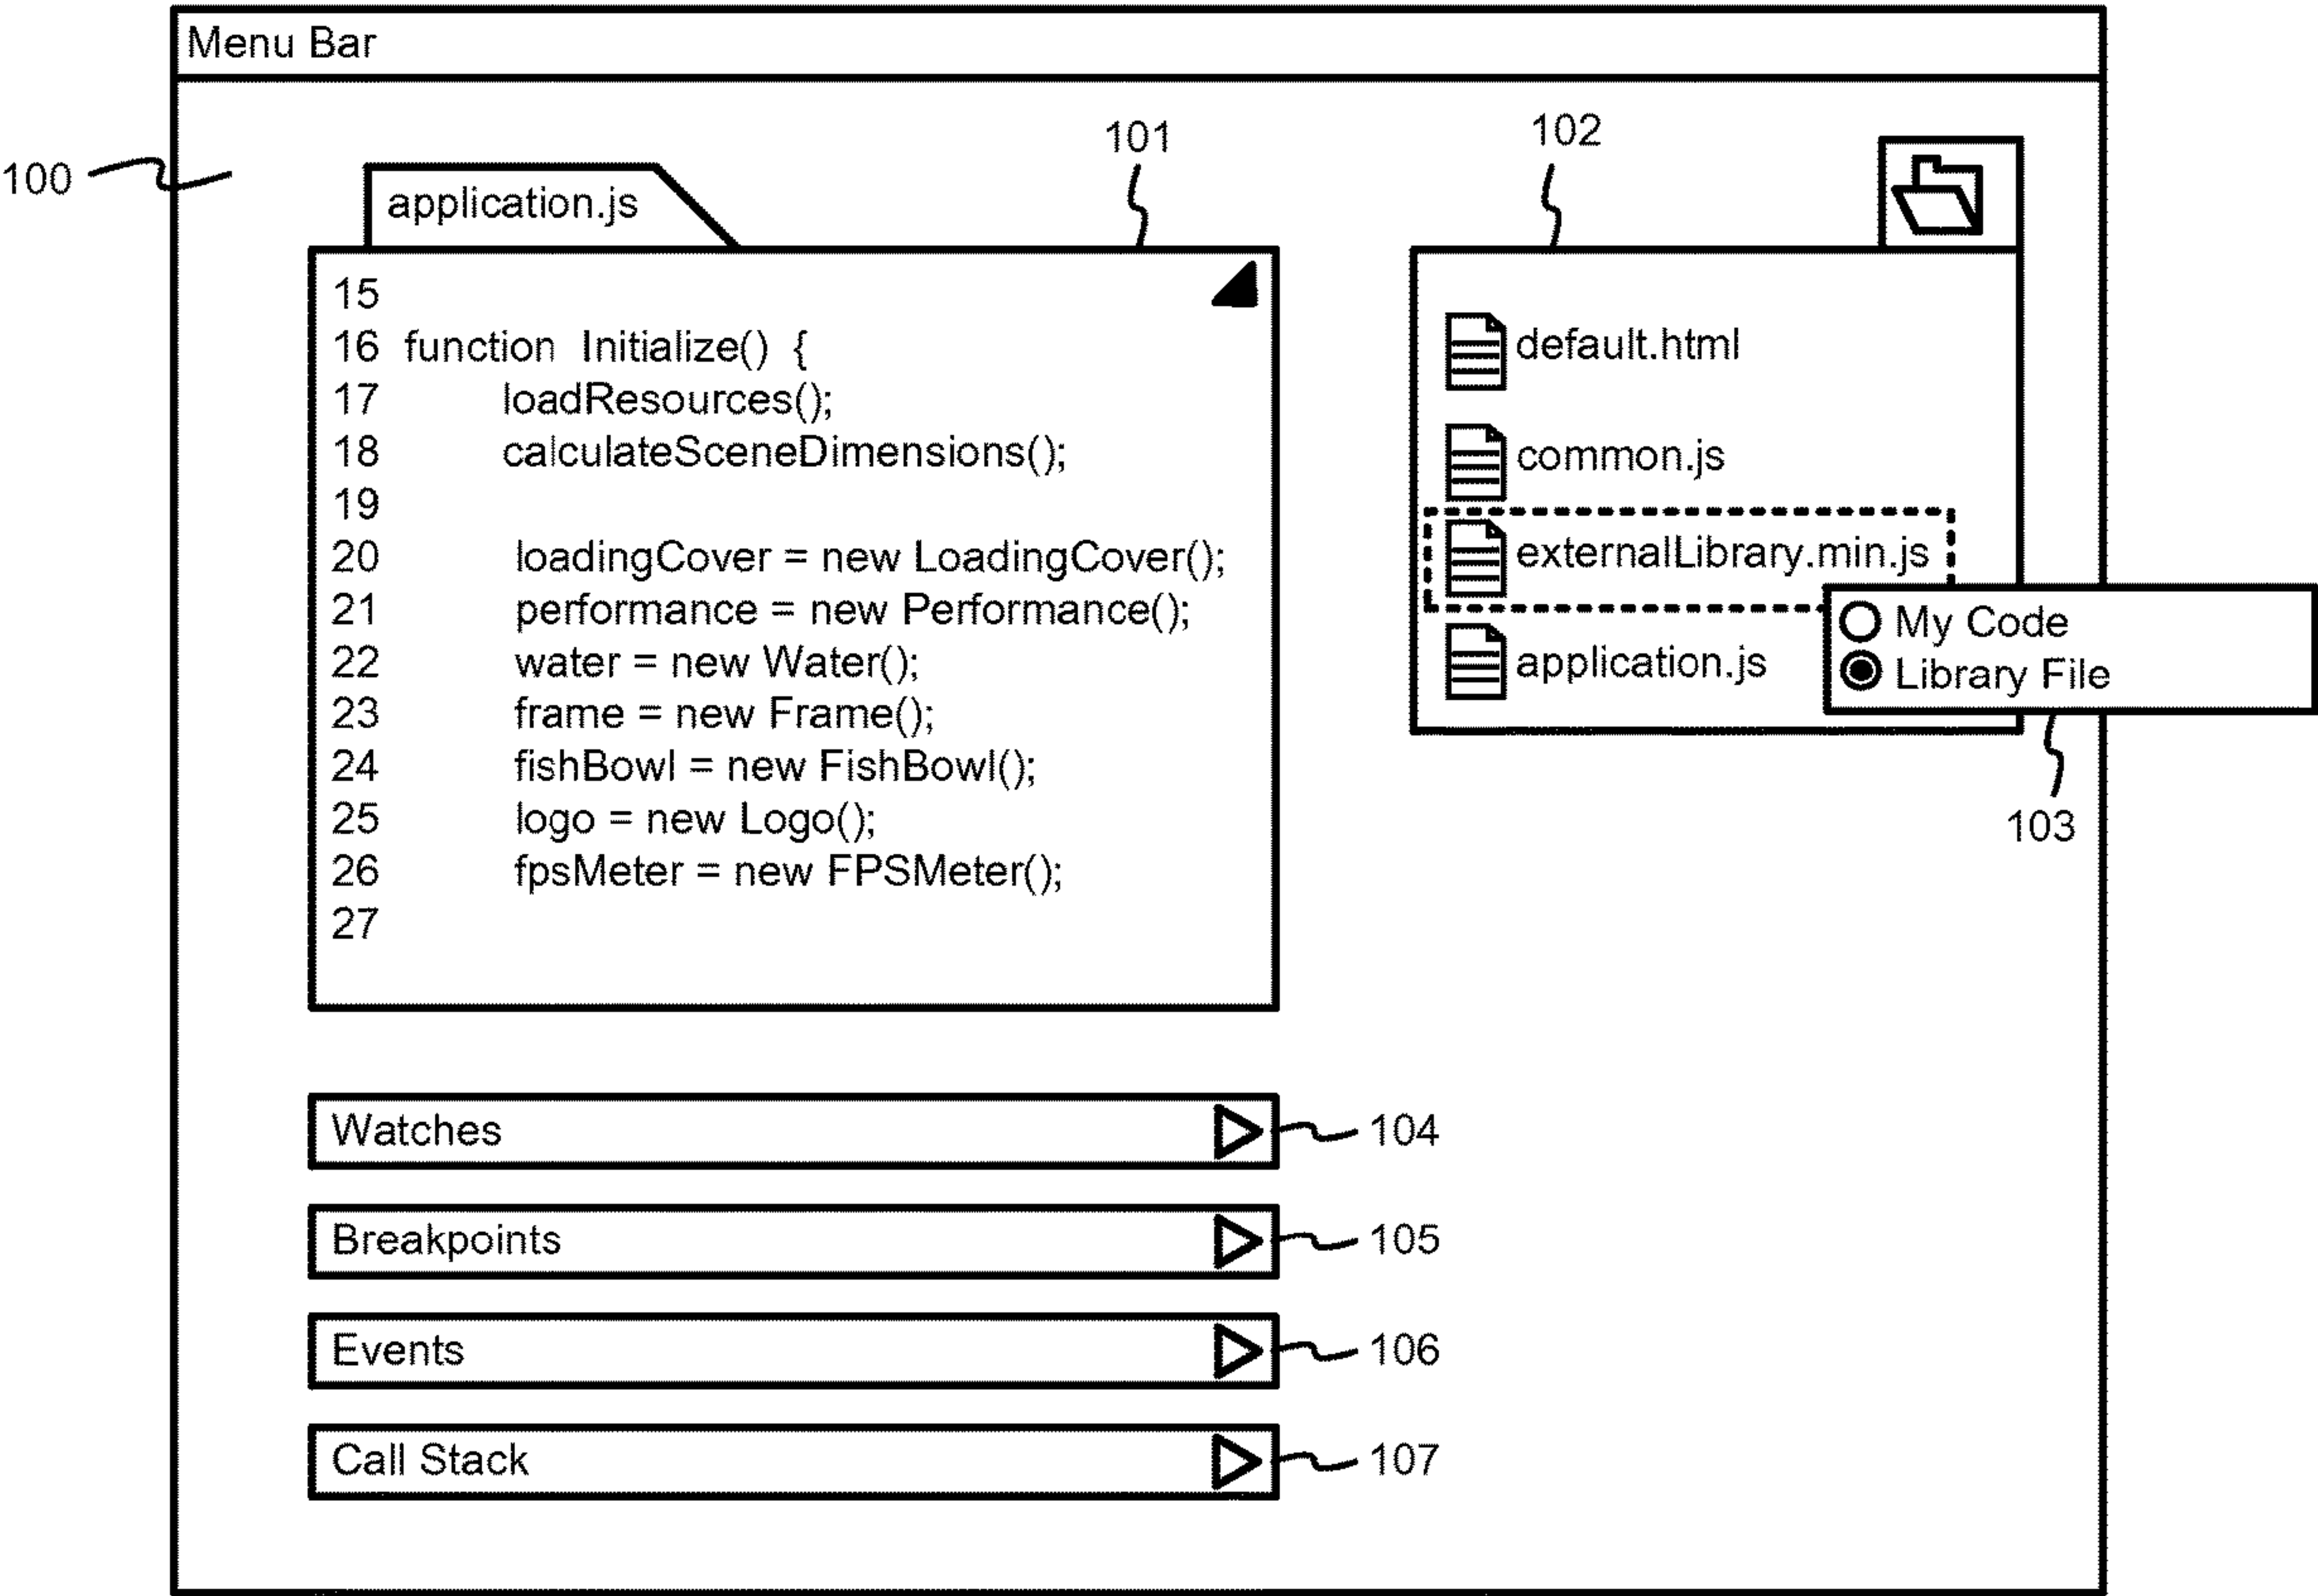 Menu Bar
100
101
102
application.js
15
16 function Initialize() {
17 loadResources();
18 calculateSceneDimensions();
19
20 loadingCover = new LoadingCover();
21 performance = new Performance();
22 water = new Water();
23 frame = new Frame();
24 fishBowl = new FishBowl();
25 logo = new Logo();
26 fpsMeter = new FPSMeter();
27
default.html
common.js
externalLibrary.min.js
application.js
My Code
Library File
103
Watches
104
Breakpoints
105
Events
106
Call Stack
107